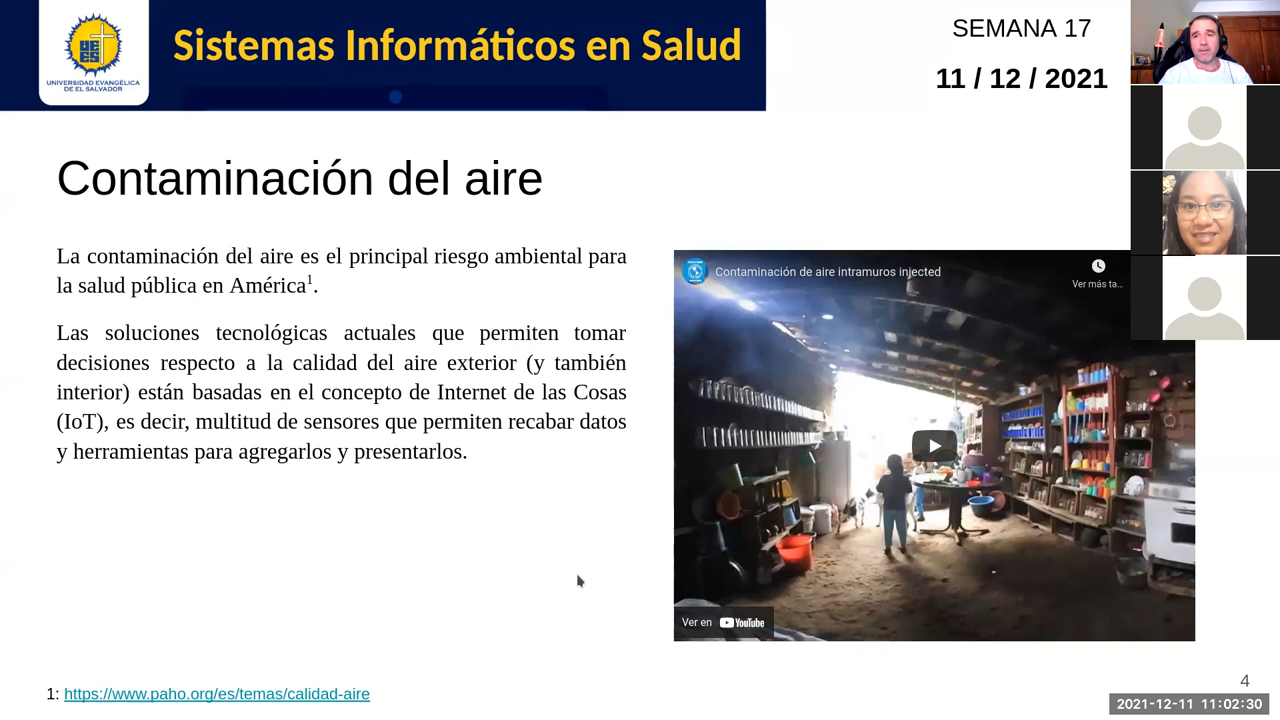 UNIVERSIDAD EVANGÉLICA
DE EL SALVADOR
Sistemas Informáticos en Salud
SEMANA 17
11 / 12 / 2021
Contaminación del aire
La contaminación del aire es el principal riesgo ambiental para
la salud pública en América¹.
Las soluciones tecnológicas actuales que permiten tomar
decisiones respecto a la calidad del aire exterior (y también
interior) están basadas en el concepto de Internet de las Cosas
(IoT), es decir, multitud de sensores que permiten recabar datos
y herramientas para agregarlos y presentarlos.
Contaminación de aire intramuros injected
Ver más ta...
Ver en YouTube
1: https://www.paho.org/es/temas/calidad-aire
4
2021-12-11 11:02:30